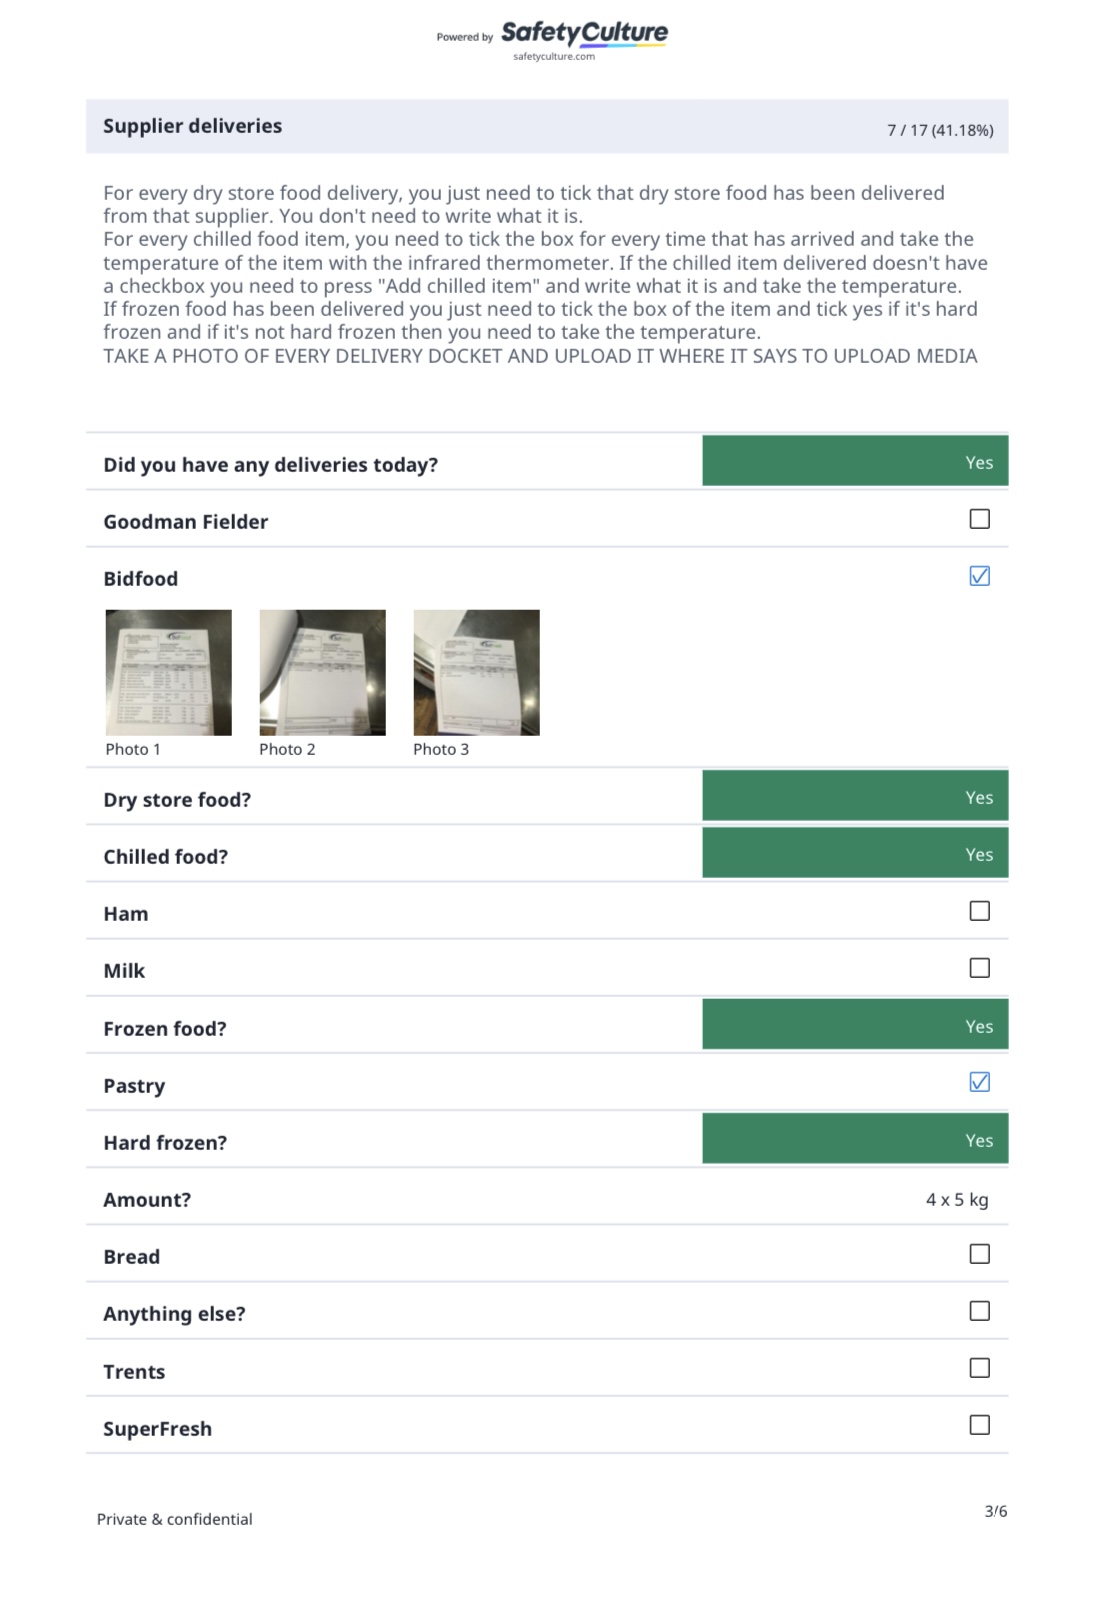 Powered by SafetyCulture
safetyculture.com
Supplier deliveries 7 / 17 (41.18%)
For every dry store food delivery, you just need to tick that dry store food has been delivered
from that supplier. You don't need to write what it is.
For every chilled food item, you need to tick the box for every time that has arrived and take the
temperature of the item with the infrared thermometer. If the chilled item delivered doesn't have
a checkbox you need to press "Add chilled item" and write what it is and take the temperature.
If frozen food has been delivered you just need to tick the box of the item and tick yes if it's hard
frozen and if it's not hard frozen then you need to take the temperature.
TAKE A PHOTO OF EVERY DELIVERY DOCKET AND UPLOAD IT WHERE IT SAYS TO UPLOAD MEDIA
Did you have any deliveries today? Yes
Goodman Fielder
Bidfood
Photo 1 Photo 2 Photo 3
Dry store food? Yes
Chilled food? Yes
Ham
Milk
Frozen food? Yes
Pastry
Hard frozen? Yes
Amount? 4 x 5 kg
Bread
Anything else?
Trents
SuperFresh
Private & confidential 3/6